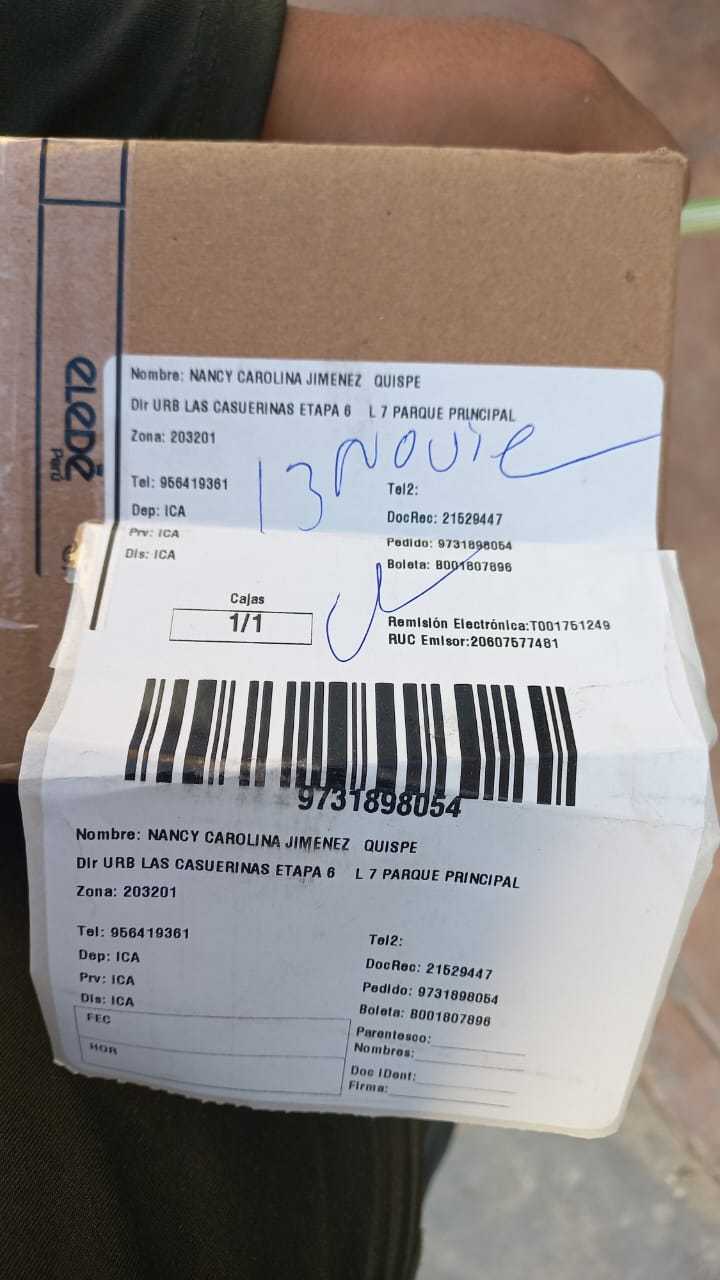 eLeDē
Perú
Nombre: NANCY CAROLINA JIMENEZ QUISPE
Dir URB LAS CASUERINAS ETAPA 6 L 7 PARQUE PRINCIPAL
Zona: 203201
13 NOVIE
Tel: 956419361 Tel2:
Dep: ICA DocRec: 21529447
Prv: ICA Pedido: 9731898054
Dis: ICA Boleta: B001807896
Cajas
1/1
Remisión Electrónica:T001751249
RUC Emisor:20607577481
9731898054
Nombre: NANCY CAROLINA JIMENEZ QUISPE
Dir URB LAS CASUERINAS ETAPA 6 L 7 PARQUE PRINCIPAL
Zona: 203201
Tel: 956419361 Tel2:
Dep: ICA DocRec: 21529447
Prv: ICA Pedido: 9731898054
Dis: ICA Boleta: B001807896
FEC Parentesco:
Nombres:
HOR Doc IDent:
Firma: